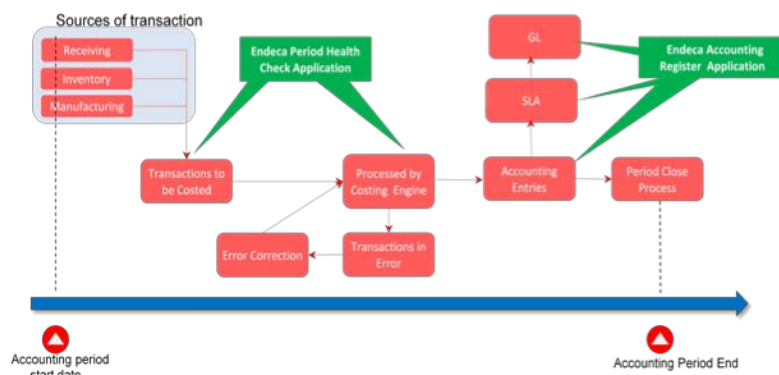 Sources of transaction
Receiving
Inventory
Manufacturing
Endeca Period Health
Check Application
GL
SLA
Endeca Accounting
Register Application
Transactions to
be Costed
Processed by
Costing Engine
Accounting
Entries
Period Close
Process
Error Correction
Transactions in
Error
Accounting period
start date
Accounting Period End